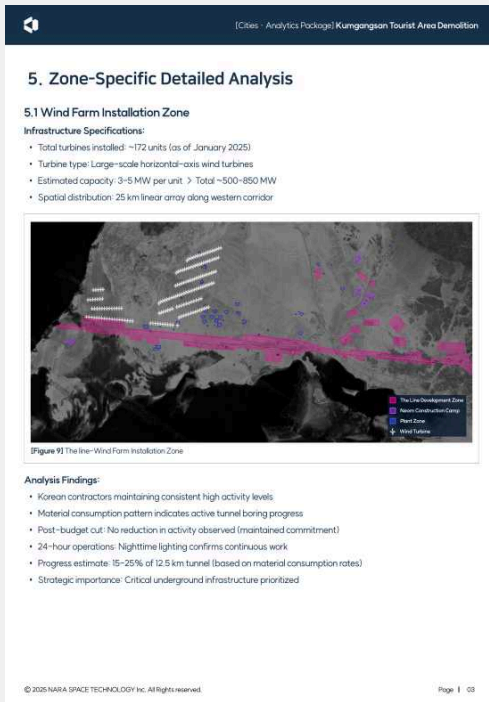 [Cities · Analytics Package] Kumgangsan Tourist Area Demolition
5. Zone-Specific Detailed Analysis
5.1 Wind Farm Installation Zone
Infrastructure Specifications:
• Total turbines installed: ~172 units (as of January 2025)
• Turbine type: Large-scale horizontal-axis wind turbines
• Estimated capacity: 3-5 MW per unit > Total ~500-850 MW
• Spatial distribution: 25 km linear array along western corridor
The Line Development Zone
Neom Construction Camp
Plant Zone
Wind Turbine
[Figure 9] The line-Wind Farm Installation Zone
Analysis Findings:
• Korean contractors maintaining consistent high activity levels
• Material consumption pattern indicates active tunnel boring progress
• Post-budget cut: No reduction in activity observed (maintained commitment)
• 24-hour operations: Nighttime lighting confirms continuous work
• Progress estimate: 15-25% of 12.5 km tunnel (based on material consumption rates)
• Strategic importance: Critical underground infrastructure prioritized
© 2025 NARA SPACE TECHNOLOGY Inc. All Rights reserved.
Page | 03